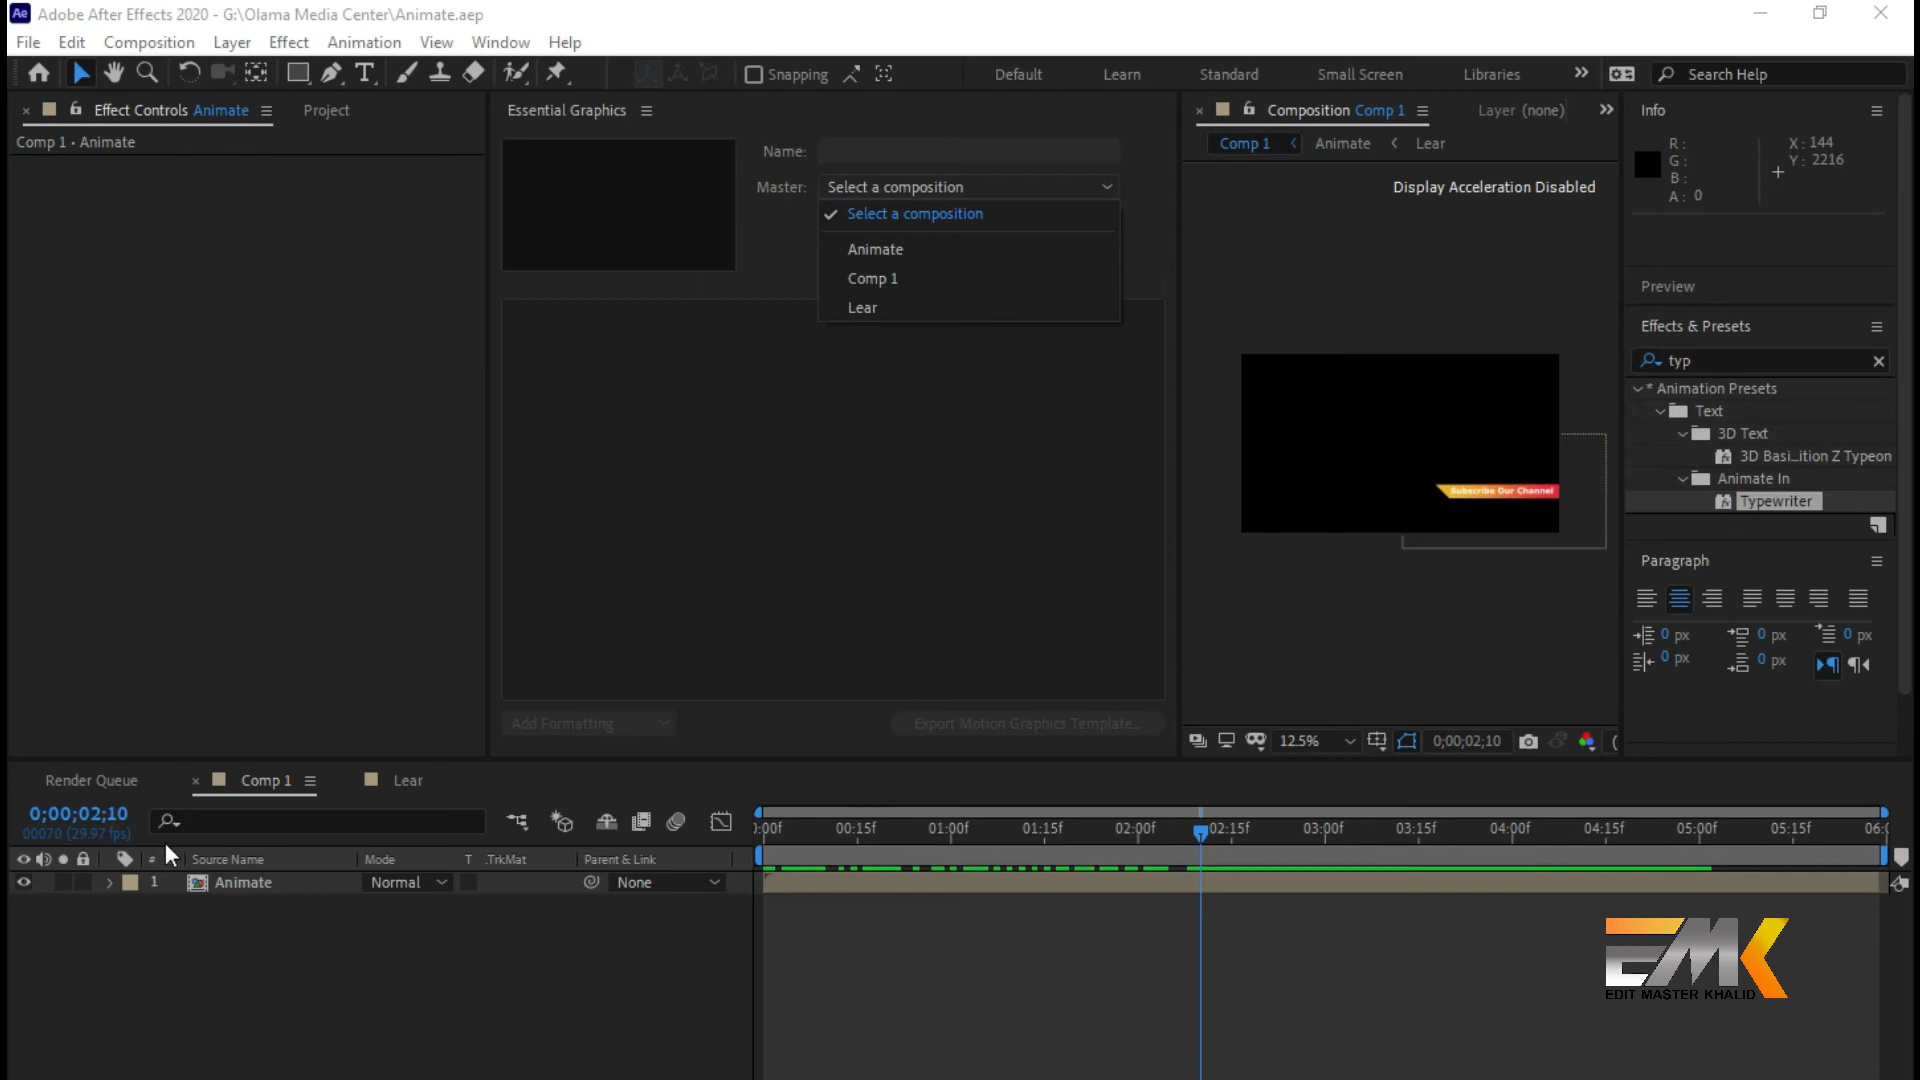 Ae Adobe After Effects 2020 - G:\Olama Media Center\Animate.aep
File Edit Composition Layer Effect Animation View Window Help
Snapping Default Learn Standard Small Screen Libraries Search Help
Effect Controls Animate Project
Comp 1 • Animate
Essential Graphics
Name:
Master: Select a composition
Select a composition
Animate
Comp 1
Lear
Add Formatting Export Motion Graphics Template...
Composition Comp 1 Layer (none)
Comp 1 Animate Lear
Display Acceleration Disabled
Subscribe Our Channel
12.5% 0;00;02;10
Info
R :
G :
B :
A : 0
X : 144
Y : 2216
Preview
Effects & Presets
typ
* Animation Presets
Text
3D Text
3D Basi...ition Z Typeon
Animate In
Typewriter
Paragraph
0 px 0 px 0 px
0 px 0 px
Render Queue Comp 1 Lear
0;00;02;10
00070 (29.97 fps)
# Source Name Mode T .TrkMat Parent & Link
1 Animate Normal None
):00f 00:15f 01:00f 01:15f 02:00f 02:15f 03:00f 03:15f 04:00f 04:15f 05:00f 05:15f 06:0
EMK
EDIT MASTER KHALID